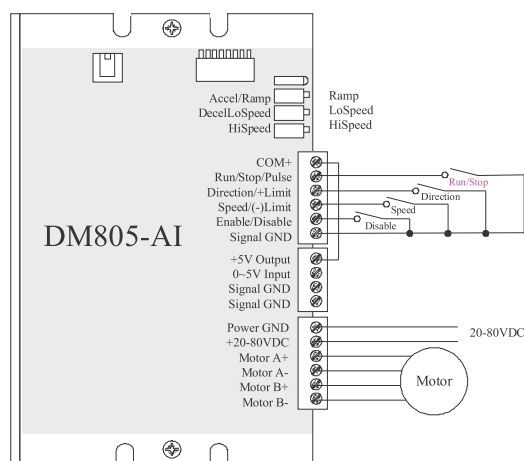 Accel/Ramp
Ramp
DecelLoSpeed
LoSpeed
HiSpeed
HiSpeed
COM+
Run/Stop/Pulse
Run/Stop
Direction/+Limit
Direction
Speed/(-)Limit
Speed
Enable/Disable
Disable
Signal GND
DM805-AI
+5V Output
0~5V Input
Signal GND
Signal GND
Power GND
20-80VDC
+20-80VDC
Motor A+
Motor A-
Motor B+
Motor B-
Motor